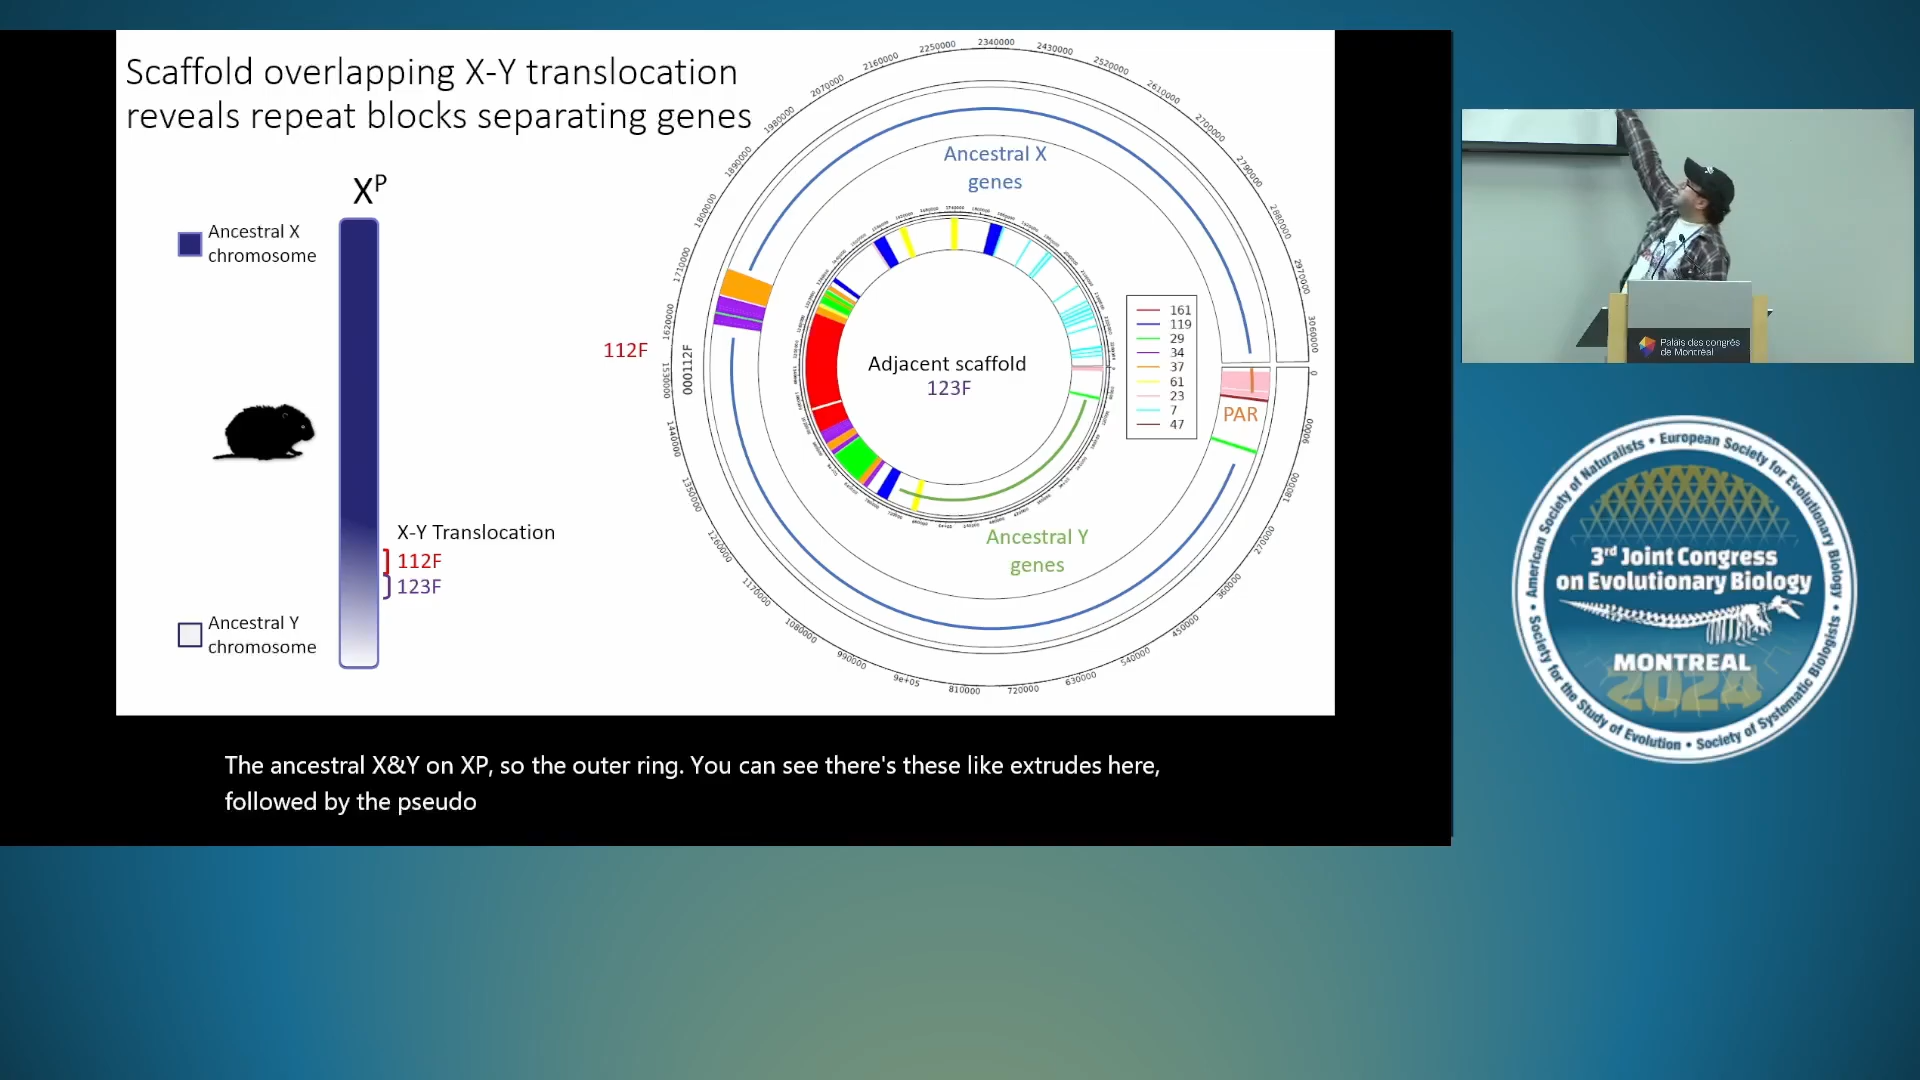 Scaffold overlapping X-Y translocation
reveals repeat blocks separating genes
X^P
Ancestral X
chromosome
X-Y Translocation
112F
123F
Ancestral Y
chromosome
112F
000112F
Ancestral X
genes
Adjacent scaffold
123F
Ancestral Y
genes
PAR
161
119
29
34
37
61
23
7
47
0
90000
180000
270000
360000
450000
540000
630000
720000
810000
9e+05
990000
1080000
1170000
1260000
1350000
1440000
1530000
1620000
1710000
1800000
1890000
1980000
2070000
2160000
2250000
2340000
2430000
2520000
2610000
2700000
2790000
2880000
2970000
3060000
The ancestral X&Y on XP, so the outer ring. You can see there's these like extrudes here,
followed by the pseudo
Palais des congrès
de Montréal
American Society of Naturalists • European Society for Evolutionary Biology • Society of Systematic Biologists • Society for the Study of Evolution •
3rd Joint Congress
on Evolutionary Biology
MONTREAL
2024